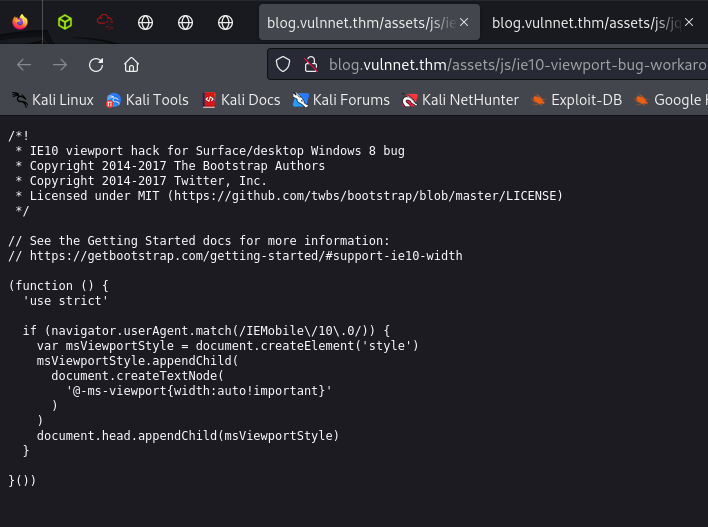 blog.vulnnet.thm/assets/js/ie
blog.vulnnet.thm/assets/js/jq
blog.vulnnet.thm/assets/js/ie10-viewport-bug-workaro
Kali Linux Kali Tools Kali Docs Kali Forums Kali NetHunter Exploit-DB Google H
/*!
 * IE10 viewport hack for Surface/desktop Windows 8 bug
 * Copyright 2014-2017 The Bootstrap Authors
 * Copyright 2014-2017 Twitter, Inc.
 * Licensed under MIT (https://github.com/twbs/bootstrap/blob/master/LICENSE)
 */
// See the Getting Started docs for more information:
// https://getbootstrap.com/getting-started/#support-ie10-width
(function () {
  'use strict'
  if (navigator.userAgent.match(/IEMobile\/10\.0/)) {
    var msViewportStyle = document.createElement('style')
    msViewportStyle.appendChild(
      document.createTextNode(
        '@-ms-viewport{width:auto!important}'
      )
    )
    document.head.appendChild(msViewportStyle)
  }
}())